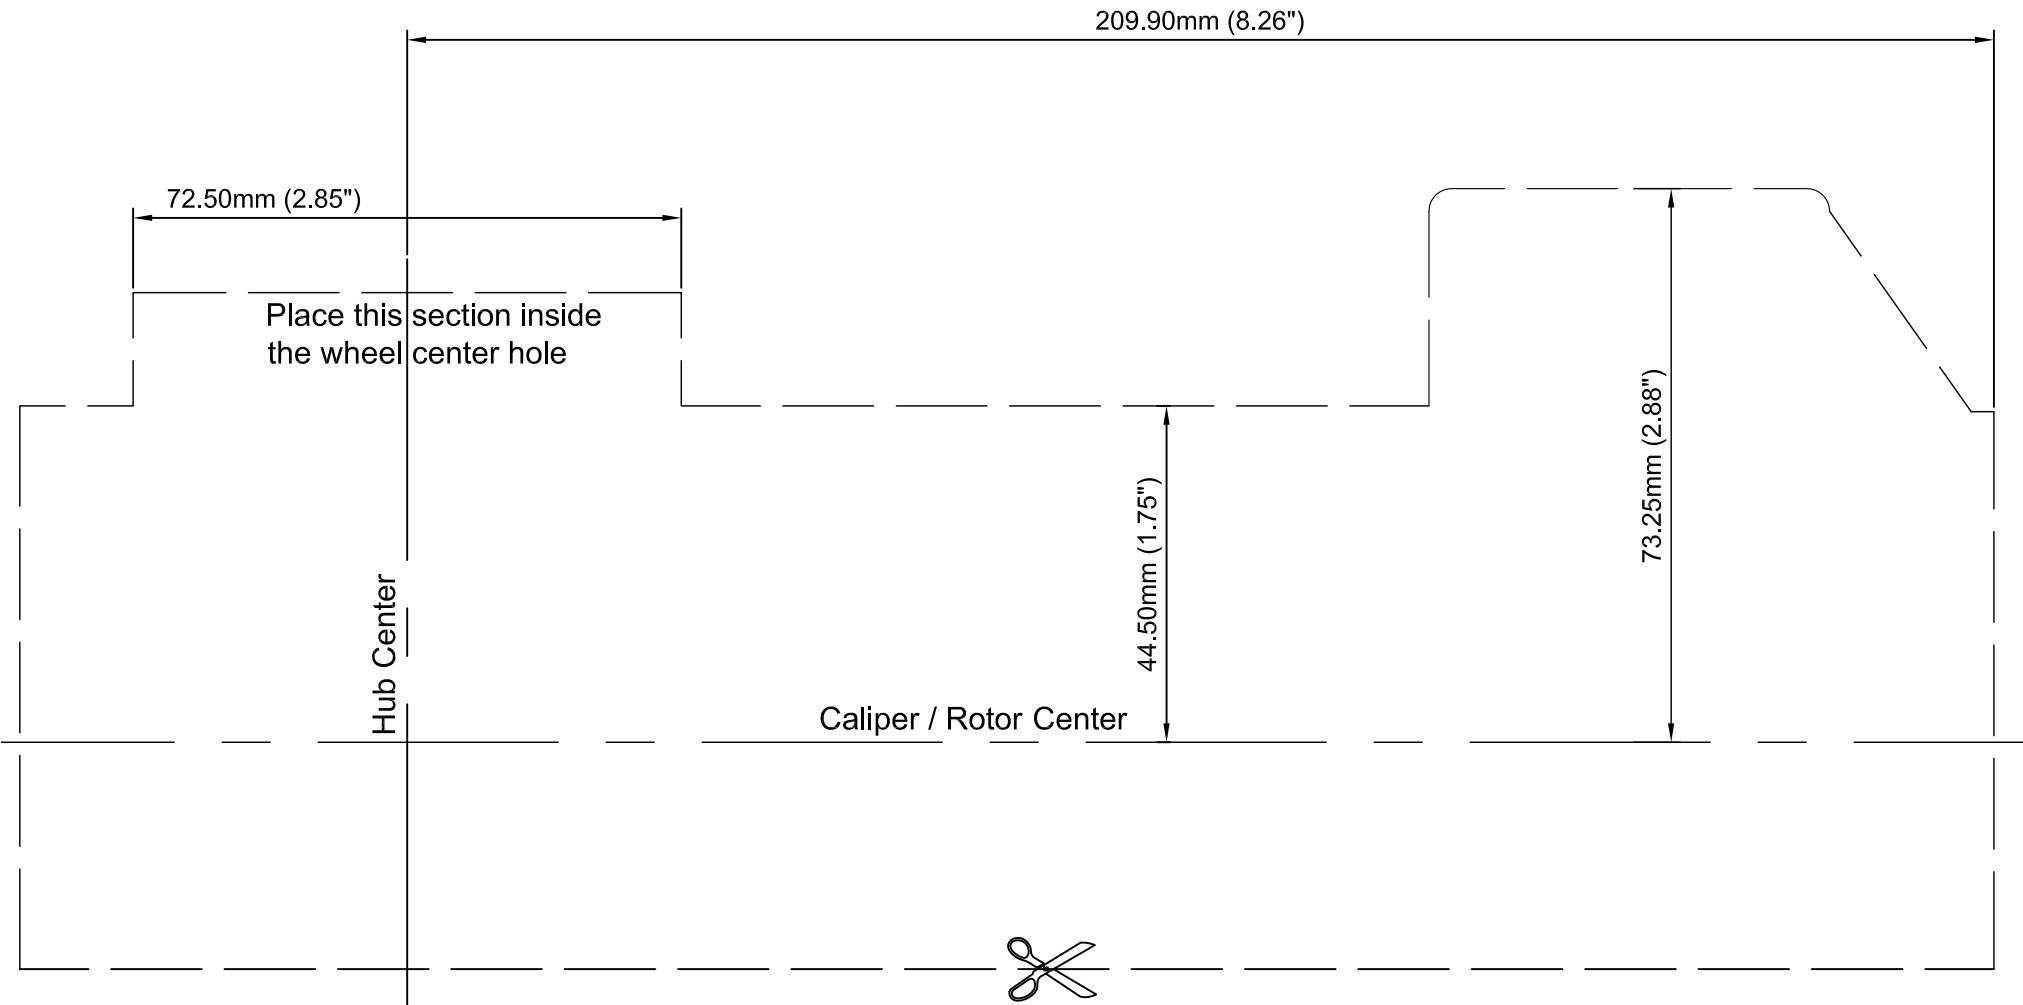 209.90mm (8.26")
72.50mm (2.85")
Place this section inside
the wheel center hole
73.25mm (2.88")
44.50mm (1.75")
Hub Center
Caliper / Rotor Center